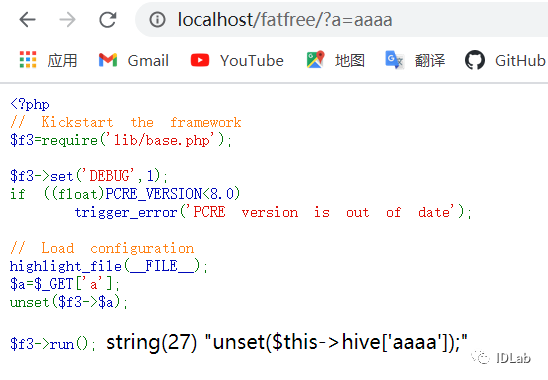 localhost/fatfree/?a=aaaa
应用 Gmail YouTube 地图 翻译 GitHub
<?php
// Kickstart the framework
$f3=require('lib/base.php');
$f3->set('DEBUG',1);
if ((float)PCRE_VERSION<8.0)
trigger_error('PCRE version is out of date');
// Load configuration
highlight_file(__FILE__);
$a=$_GET['a'];
unset($f3->$a);
$f3->run(); string(27) "unset($this->hive['aaaa']);"
IDLab